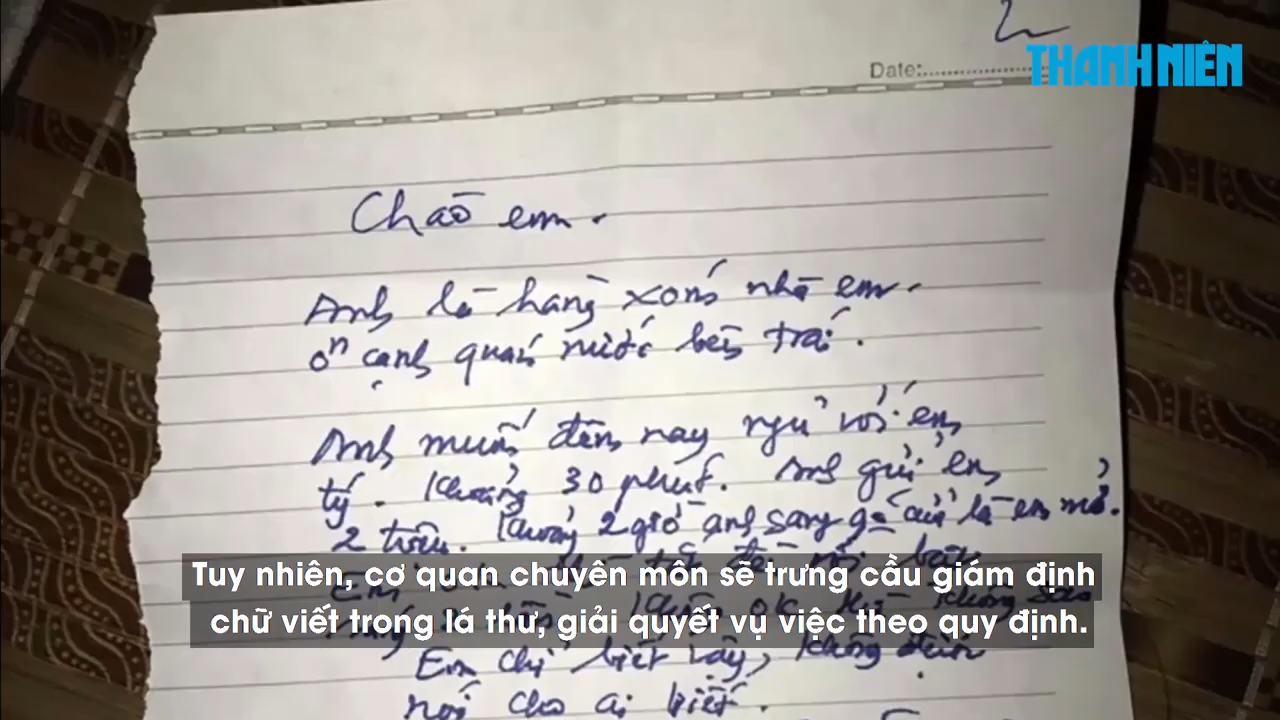 THANH NIÊN
Date:
Chào em.
Anh là hàng xóm nhà em.
ở cạnh quán nước bên trái.
Anh muốn đêm nay ngủ với em
tý. Khoảng 30 phút. Anh gửi em
2 triệu. Khoảng 2 giờ anh sang gõ cửa là em mở.
Tuy nhiên, cơ quan chuyên môn sẽ trưng cầu giám định
chữ viết trong lá thư, giải quyết vụ việc theo quy định.
Em chỉ biết vậy, không được
nói cho ai biết.